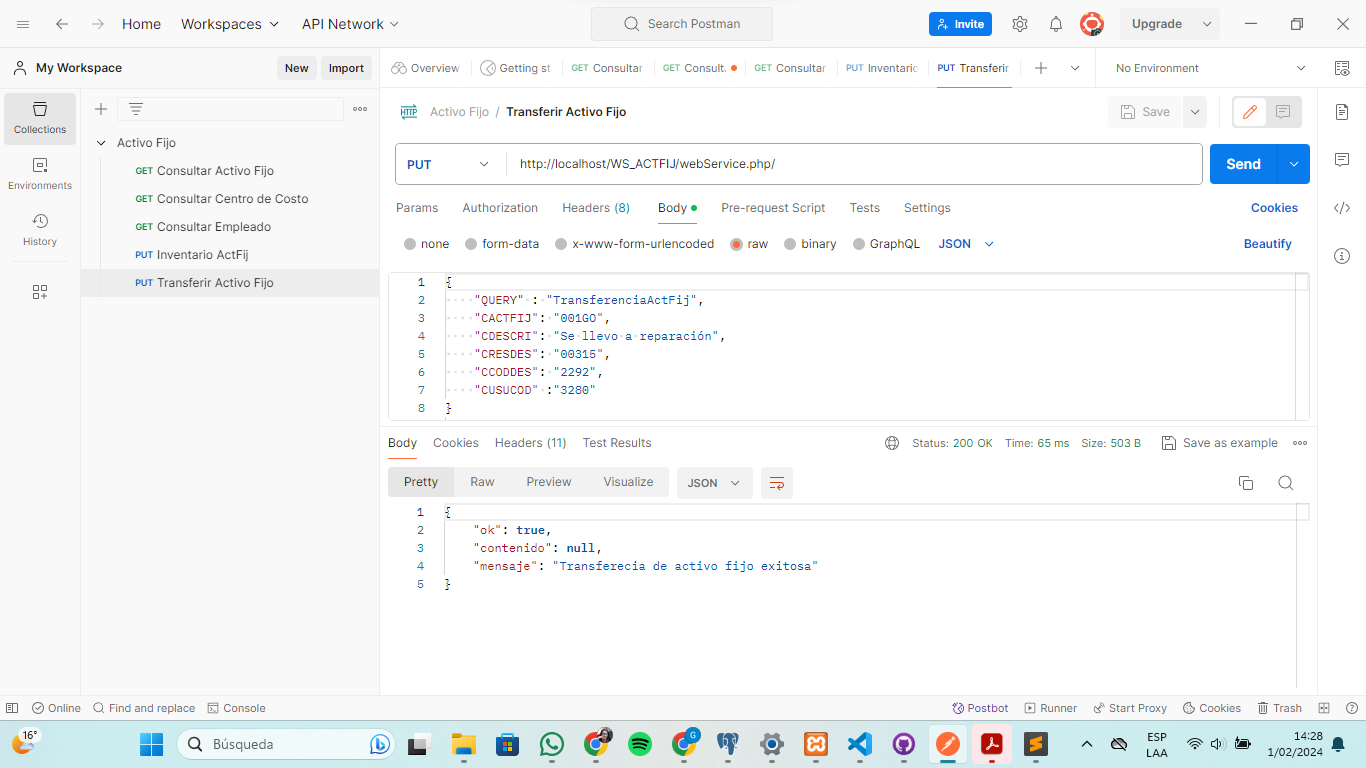 Home Workspaces API Network Search Postman Invite Upgrade
My Workspace New Import Overview Getting st GET Consultar GET Consult. GET Consultar PUT Inventaric PUT Transferir No Environment
Collections
Environments
History
Activo Fijo
GET Consultar Activo Fijo
GET Consultar Centro de Costo
GET Consultar Empleado
PUT Inventario ActFij
PUT Transferir Activo Fijo
HTTP Activo Fijo / Transferir Activo Fijo Save
PUT http://localhost/WS_ACTFIJ/webService.php/ Send
Params Authorization Headers (8) Body Pre-request Script Tests Settings Cookies
none form-data x-www-form-urlencoded raw binary GraphQL JSON Beautify
1 {
2 "QUERY" : "TransferenciaActFij",
3 "CACTFIJ": "001GO",
4 "CDESCRI": "Se llevo a reparación",
5 "CRESDES": "00315",
6 "CCODDES": "2292",
7 "CUSUCOD" :"3280"
8 }
Body Cookies Headers (11) Test Results Status: 200 OK Time: 65 ms Size: 503 B Save as example
Pretty Raw Preview Visualize JSON
1 {
2 "ok": true,
3 "contenido": null,
4 "mensaje": "Transferecia de activo fijo exitosa"
5 }
Online Find and replace Console Postbot Runner Start Proxy Cookies Trash
16° Búsqueda G ESP LAA 14:28 1/02/2024